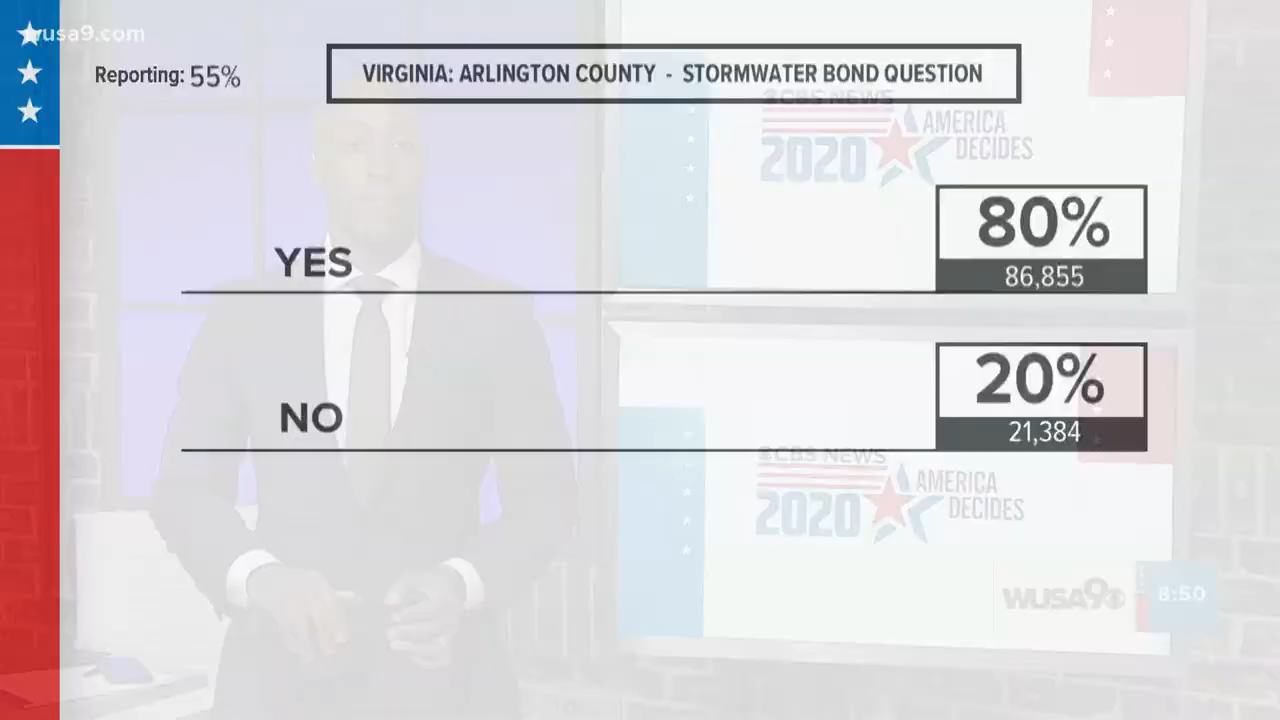 wusa9.com
Reporting: 55%
VIRGINIA: ARLINGTON COUNTY - STORMWATER BOND QUESTION
CBS NEWS
2020 AMERICA
DECIDES
YES
80%
86,855
NO
20%
21,384
CBS NEWS
2020 AMERICA
DECIDES
WUSA9
8:50